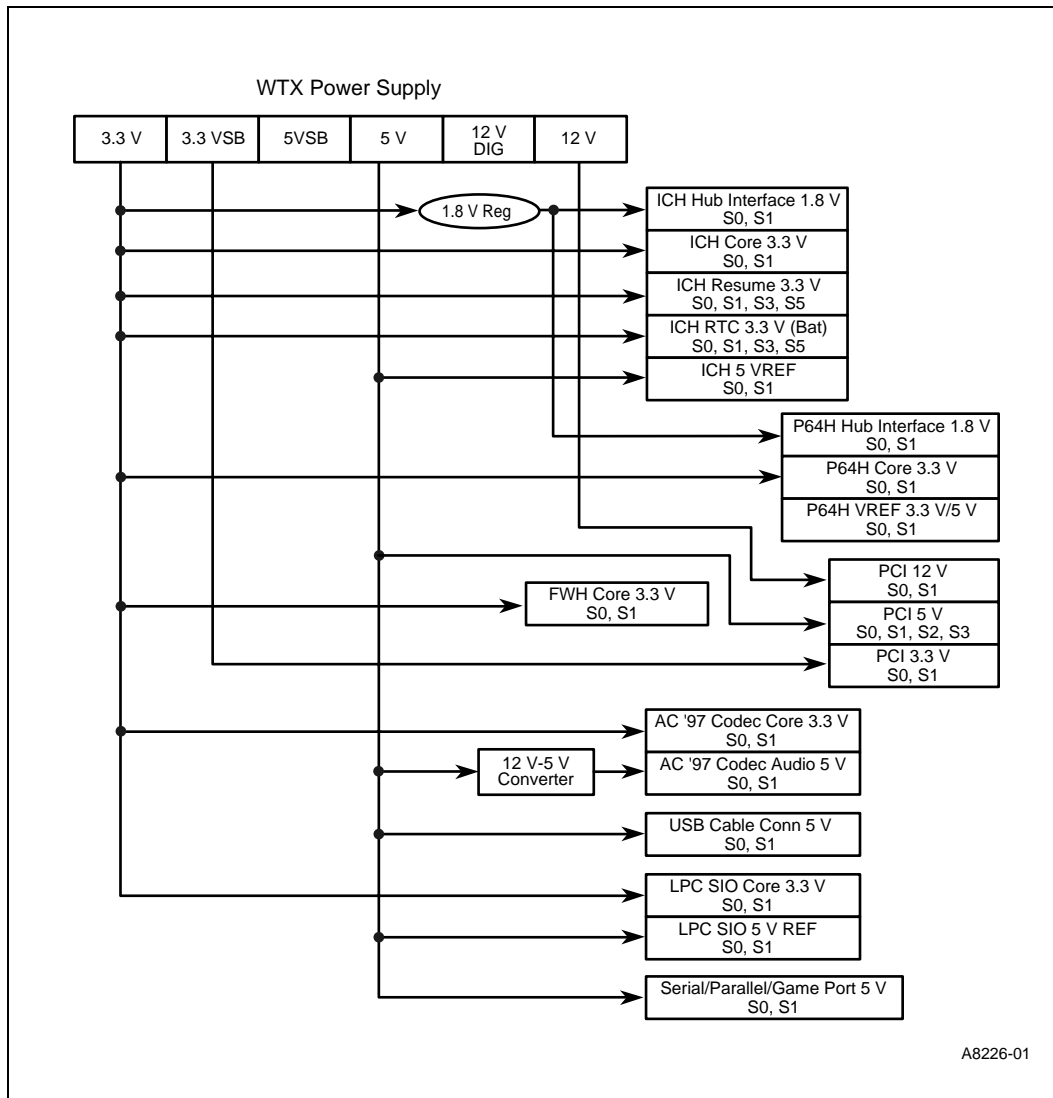 WTX Power Supply
3.3 V
3.3 VSB
5VSB
5 V
12 V
DIG
12 V
1.8 V Reg
ICH Hub Interface 1.8 V
S0, S1
ICH Core 3.3 V
S0, S1
ICH Resume 3.3 V
S0, S1, S3, S5
ICH RTC 3.3 V (Bat)
S0, S1, S3, S5
ICH 5 VREF
S0, S1
P64H Hub Interface 1.8 V
S0, S1
P64H Core 3.3 V
S0, S1
P64H VREF 3.3 V/5 V
S0, S1
PCI 12 V
S0, S1
FWH Core 3.3 V
S0, S1
PCI 5 V
S0, S1, S2, S3
PCI 3.3 V
S0, S1
AC '97 Codec Core 3.3 V
S0, S1
12 V-5 V
Converter
AC '97 Codec Audio 5 V
S0, S1
USB Cable Conn 5 V
S0, S1
LPC SIO Core 3.3 V
S0, S1
LPC SIO 5 V REF
S0, S1
Serial/Parallel/Game Port 5 V
S0, S1
A8226-01